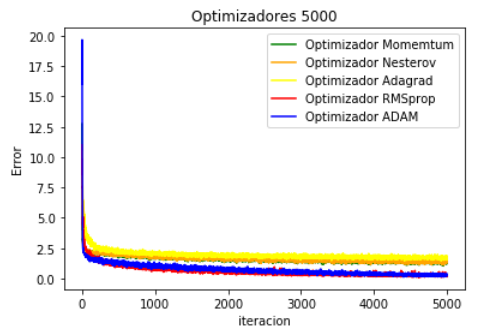 Optimizadores 5000
Optimizador Momemtum
Optimizador Nesterov
Optimizador Adagrad
Optimizador RMSprop
Optimizador ADAM
Error
20.0
17.5
15.0
12.5
10.0
7.5
5.0
2.5
0.0
0 1000 2000 3000 4000 5000
iteracion